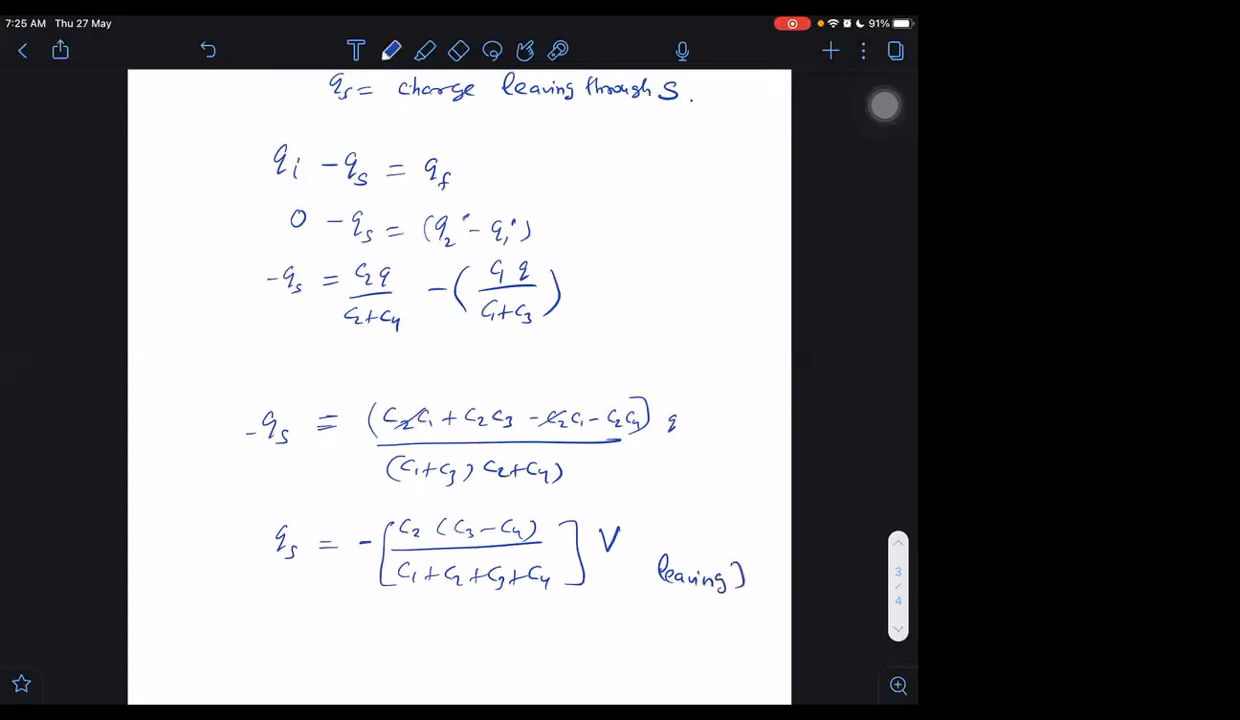 7:25 AM Thu 27 May
91%
T
qs = charge leaving through S.
qi - qs = qf
0 - qs = (q2' - q1')
-qs = C2 q / C2+C4 - (C1 q / C1+C3)
-qs = (C2C1 + C2C3 - C2C1 - C2C4) q / (C1+C3) C2+C4)
qs = -[C2 (C3-C4) / C1+C2+C3+C4] V
leaving)
3
/
4